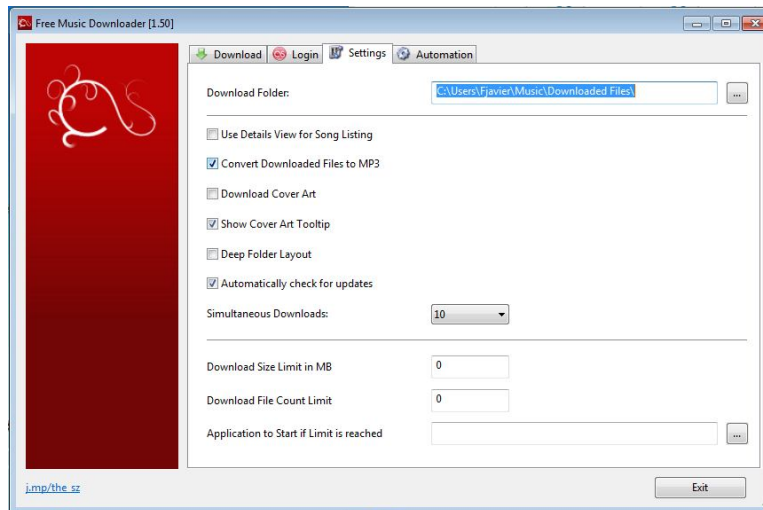 Free Music Downloader [1.50]
Download Login Settings Automation
Download Folder: C:\Users\Fjavier\Music\Downloaded Files\ ...
Use Details View for Song Listing
Convert Downloaded Files to MP3
Download Cover Art
Show Cover Art Tooltip
Deep Folder Layout
Automatically check for updates
Simultaneous Downloads: 10
Download Size Limit in MB 0
Download File Count Limit 0
Application to Start if Limit is reached ...
j.mp/the_sz Exit